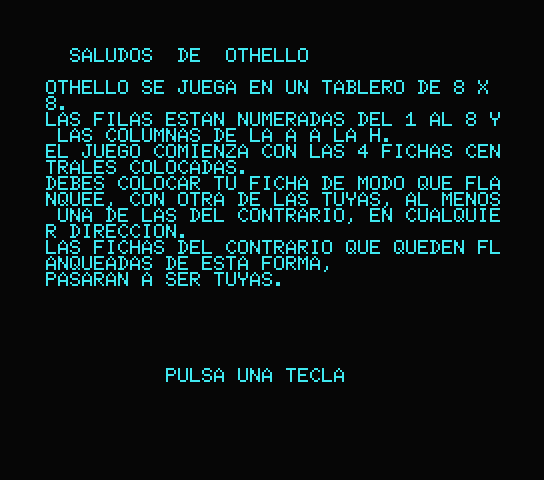 SALUDOS  DE  OTHELLO
OTHELLO SE JUEGA EN UN TABLERO DE 8 X
8.
LAS FILAS ESTAN NUMERADAS DEL 1 AL 8 Y
LAS COLUMNAS DE LA A A LA H.
EL JUEGO COMIENZA CON LAS 4 FICHAS CEN
TRALES COLOCADAS.
DEBES COLOCAR TU FICHA DE MODO QUE FLA
NQUEE, CON OTRA DE LAS TUYAS, AL MENOS
UNA DE LAS DEL CONTRARIO, EN CUALQUIE
R DIRECCION.
LAS FICHAS DEL CONTRARIO QUE QUEDEN FL
ANQUEADAS DE ESTA FORMA,
PASARAN A SER TUYAS.
PULSA UNA TECLA